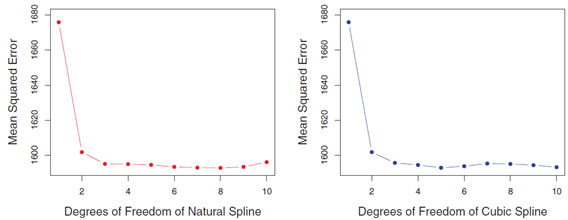 Mean Squared Error
1680
1660
1640
1620
1600
2 4 6 8 10
Degrees of Freedom of Natural Spline
Mean Squared Error
1680
1660
1640
1620
1600
2 4 6 8 10
Degrees of Freedom of Cubic Spline